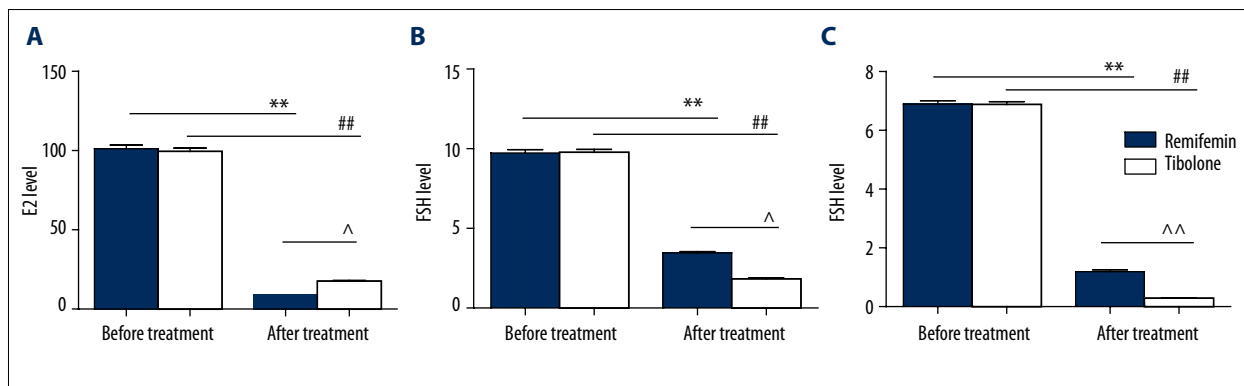 A
150
100
50
0
E2 level
**
##
^
Before treatment
After treatment
B
15
10
5
0
FSH level
**
##
^
Before treatment
After treatment
C
8
6
4
2
0
FSH level
**
##
^^
Before treatment
After treatment
Remifemin
Tibolone